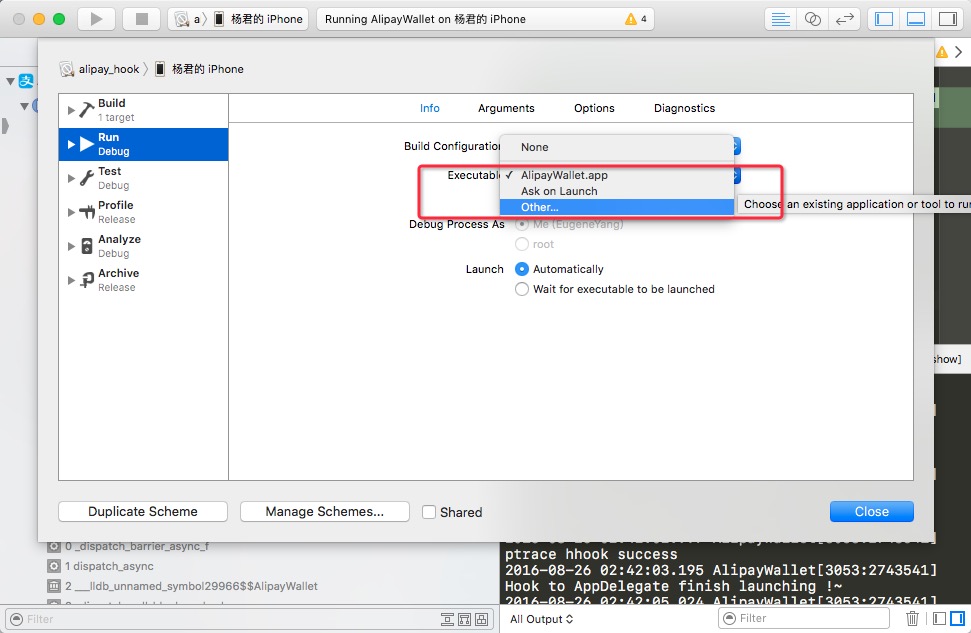 a⟩ 杨君的 iPhone
Running AlipayWallet on 杨君的 iPhone
4
alipay_hook 杨君的 iPhone
支
Build
1 target
Run
Debug
Test
Debug
Profile
Release
Analyze
Debug
Archive
Release
Info Arguments Options Diagnostics
Build Configuration
None
Executabl
✓ AlipayWallet.app
Ask on Launch
Other...
Choose an existing application or tool to run
Debug Process As
Me (EugeneYang)
root
Launch
Automatically
Wait for executable to be launched
show]
Duplicate Scheme
Manage Schemes...
Shared
Close
0 _dispatch_barrier_async_f
1 dispatch_async
2 ___lldb_unnamed_symbol29966$$AlipayWallet
ptrace hhook success
2016-08-26 02:42:03.195 AlipayWallet[3053:2743541]
Hook to AppDelegate finish launching !~
2016-08-26 02:42:05.024 AlipayWallet[3053:2743541]
Filter
All Output
Filter